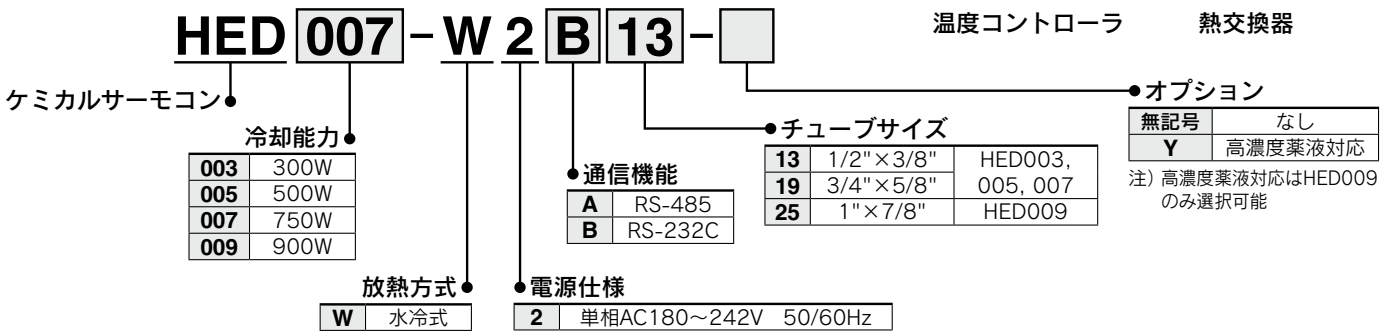 HED 007-W 2 B 13-
温度コントローラ 熱交換器
ケミカルサーモコン
冷却能力
003 300W
005 500W
007 750W
009 900W
放熱方式
W 水冷式
電源仕様
2 単相AC180～242V 50/60Hz
通信機能
A RS-485
B RS-232C
チューブサイズ
13 1/2"×3/8" HED003,
19 3/4"×5/8" 005, 007
25 1"×7/8" HED009
オプション
無記号 なし
Y 高濃度薬液対応
注) 高濃度薬液対応はHED009
のみ選択可能